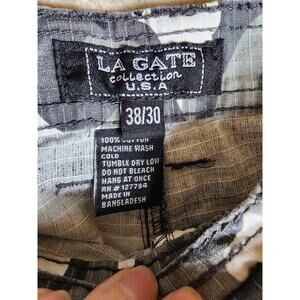 LA GATE
collection
U.S.A
38/30
100% COTTON
MACHINE WASH
COLD
TUMBLE DRY LOW
DO NOT BLEACH
HANG AT ONCE
RN # 127794
MADE IN
BANGLADESH